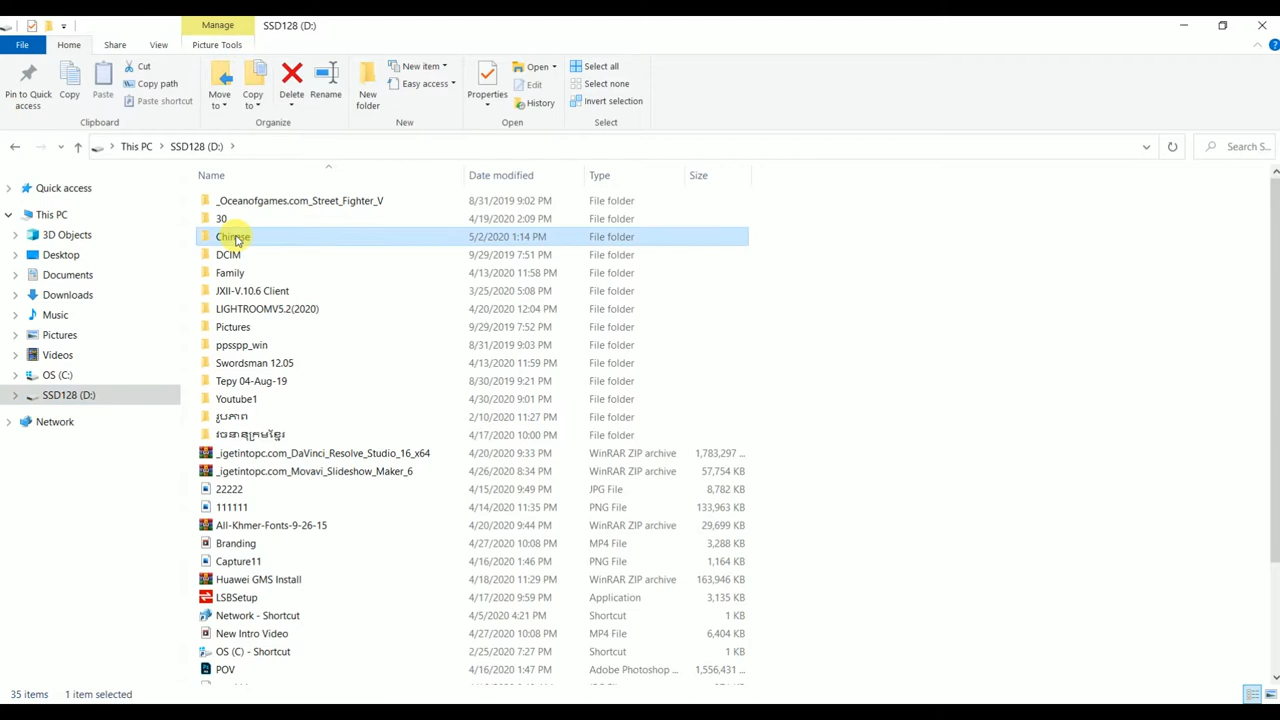 Manage
SSD128 (D:)
File
Home
Share
View
Picture Tools
Pin to Quick access
Copy
Paste
Cut
Copy path
Paste shortcut
Move to
Copy to
Delete
Rename
New folder
New item
Easy access
Properties
Open
Edit
History
Select all
Select none
Invert selection
Clipboard
Organize
New
Open
Select
This PC
SSD128 (D:)
Search S...
Quick access
This PC
3D Objects
Desktop
Documents
Downloads
Music
Pictures
Videos
OS (C:)
SSD128 (D:)
Network
Name Date modified Type Size
_Oceanofgames.com_Street_Fighter_V 8/31/2019 9:02 PM File folder
30 4/19/2020 2:09 PM File folder
Chinese 5/2/2020 1:14 PM File folder
DCIM 9/29/2019 7:51 PM File folder
Family 4/13/2020 11:58 PM File folder
JXII-V.10.6 Client 3/25/2020 5:08 PM File folder
LIGHTROOMV5.2(2020) 4/20/2020 12:04 PM File folder
Pictures 9/29/2019 7:52 PM File folder
ppsspp_win 8/31/2019 9:03 PM File folder
Swordsman 12.05 4/13/2020 11:59 PM File folder
Tepy 04-Aug-19 8/30/2019 9:21 PM File folder
Youtube1 4/30/2020 9:01 PM File folder
រូបភាព 2/10/2020 11:27 PM File folder
វចនានុក្រមខ្មែរ 4/17/2020 10:00 PM File folder
_igetintopc.com_DaVinci_Resolve_Studio_16_x64 4/20/2020 9:33 PM WinRAR ZIP archive 1,783,297 ...
_igetintopc.com_Movavi_Slideshow_Maker_6 4/26/2020 8:34 PM WinRAR ZIP archive 57,754 KB
22222 4/15/2020 9:49 PM JPG File 8,782 KB
111111 4/14/2020 11:35 PM PNG File 133,963 KB
All-Khmer-Fonts-9-26-15 4/20/2020 9:44 PM WinRAR ZIP archive 29,699 KB
Branding 4/27/2020 10:08 PM MP4 File 3,288 KB
Capture11 4/16/2020 1:46 PM PNG File 1,164 KB
Huawei GMS Install 4/18/2020 11:29 PM WinRAR ZIP archive 163,946 KB
LSBSetup 4/17/2020 9:59 PM Application 3,135 KB
Network - Shortcut 4/5/2020 4:21 PM Shortcut 1 KB
New Intro Video 4/27/2020 10:08 PM MP4 File 6,404 KB
OS (C) - Shortcut 2/25/2020 7:27 PM Shortcut 1 KB
POV 4/16/2020 1:47 PM Adobe Photoshop ... 1,556,431 ...
35 items 1 item selected